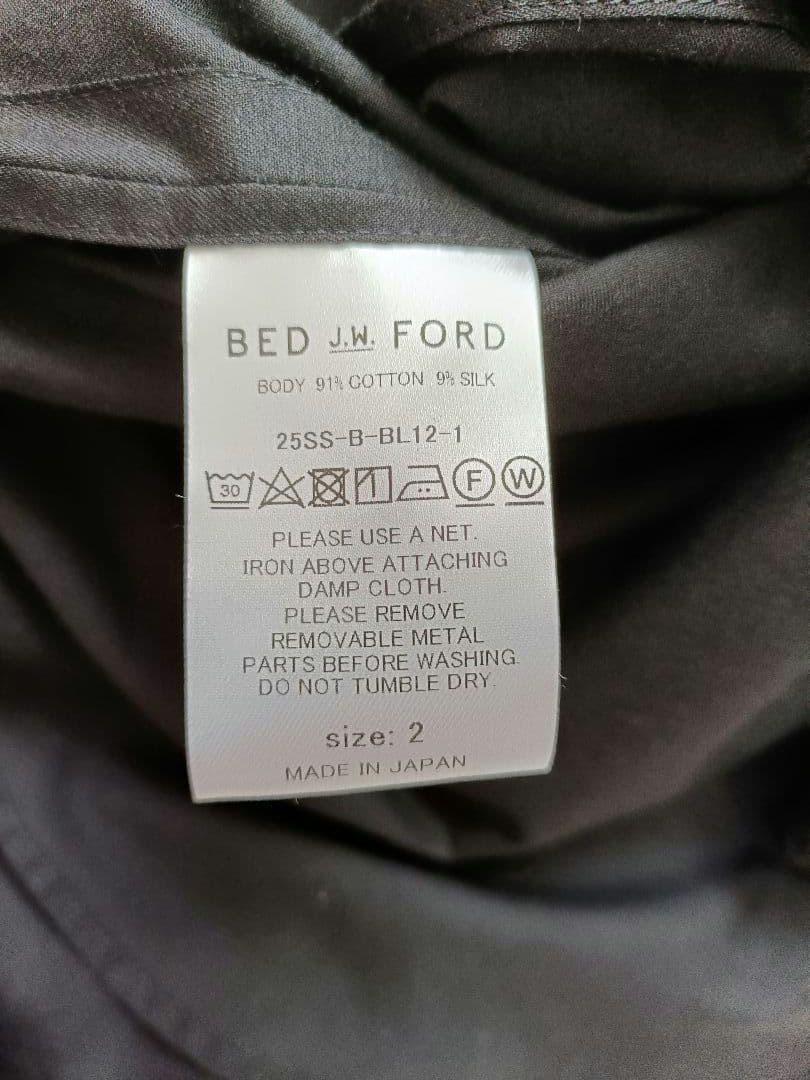 BED J.W. FORD
BODY 91% COTTON 9% SILK
25SS-B-BL12-1
30 F W
PLEASE USE A NET.
IRON ABOVE ATTACHING
DAMP CLOTH.
PLEASE REMOVE
REMOVABLE METAL
PARTS BEFORE WASHING.
DO NOT TUMBLE DRY.
size: 2
MADE IN JAPAN